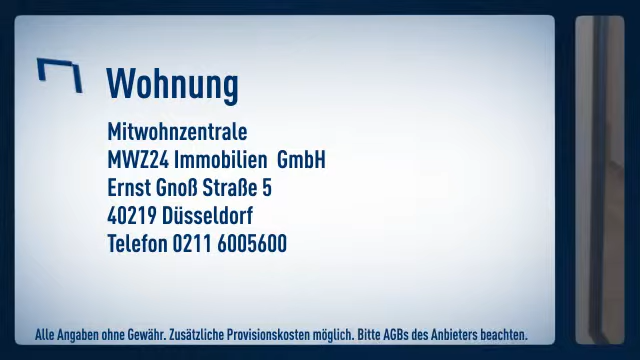 Wohnung
Mitwohnzentrale
MWZ24 Immobilien GmbH
Ernst Gnoß Straße 5
40219 Düsseldorf
Telefon 0211 6005600
Alle Angaben ohne Gewähr. Zusätzliche Provisionskosten möglich. Bitte AGBs des Anbieters beachten.